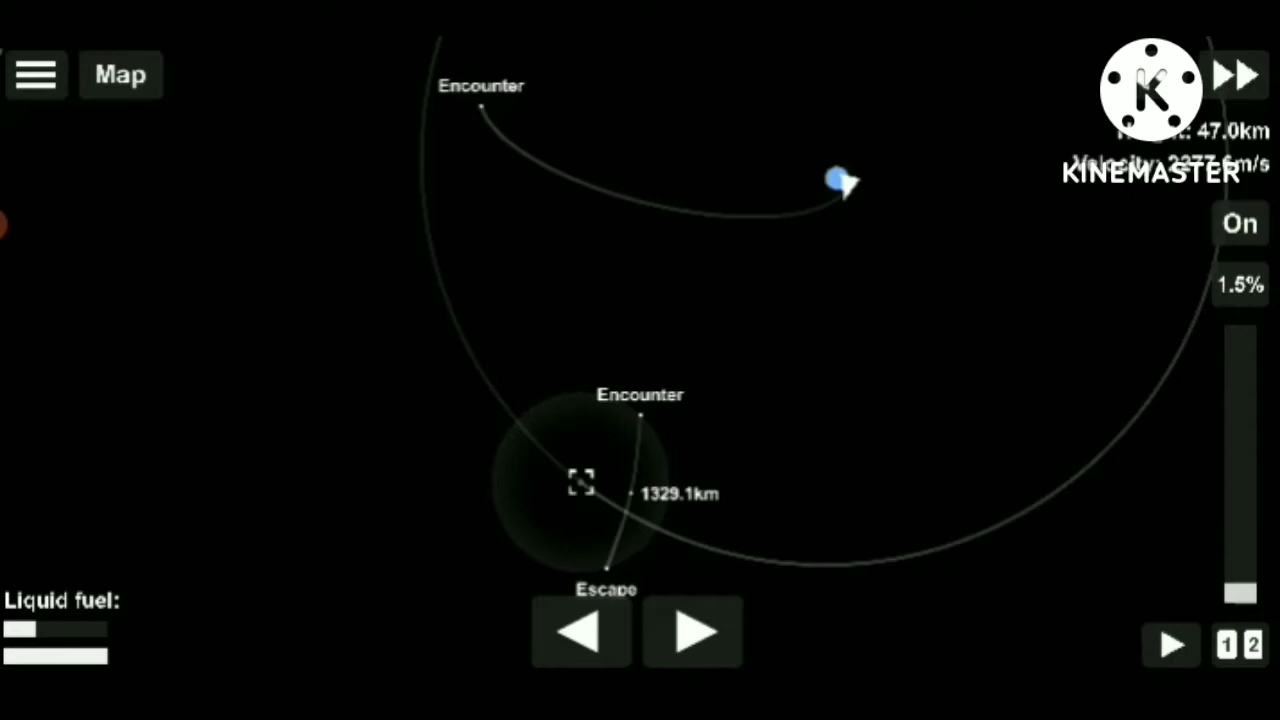 Map
Encounter
K
47.0km
KINEMASTER
On
1.5%
Encounter
1329.1km
Escape
Liquid fuel:
1 2